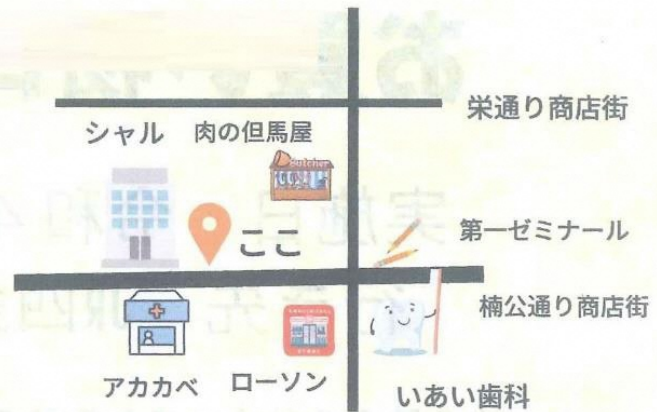 栄通り商店街
シャル
肉の但馬屋
Butcher
ここ
第一ゼミナール
楠公通り商店街
アカカベ
ローソン
いあい歯科